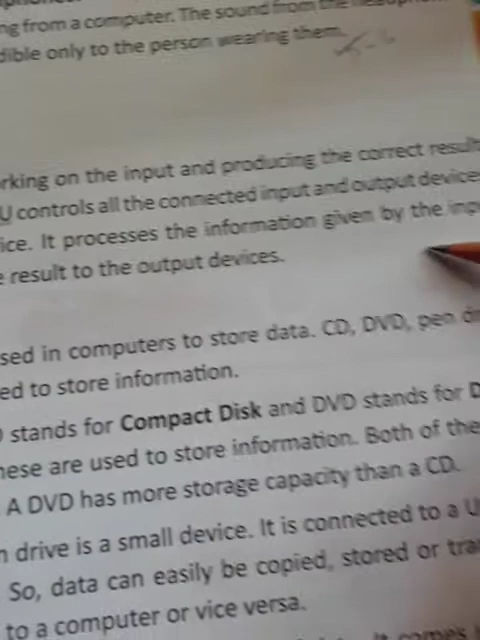 ng from a computer. The sound from the
dible only to the person wearing them.
rking on the input and producing the correct result
U controls all the connected input and output devices
ice. It processes the information given by the inp
e result to the output devices.
sed in computers to store data. CD, DVD, pen dr
ed to store information.
D stands for Compact Disk and DVD stands for D
hese are used to store information. Both of the
A DVD has more storage capacity than a CD.
n drive is a small device. It is connected to a U
So, data can easily be copied, stored or tra
to a computer or vice versa.